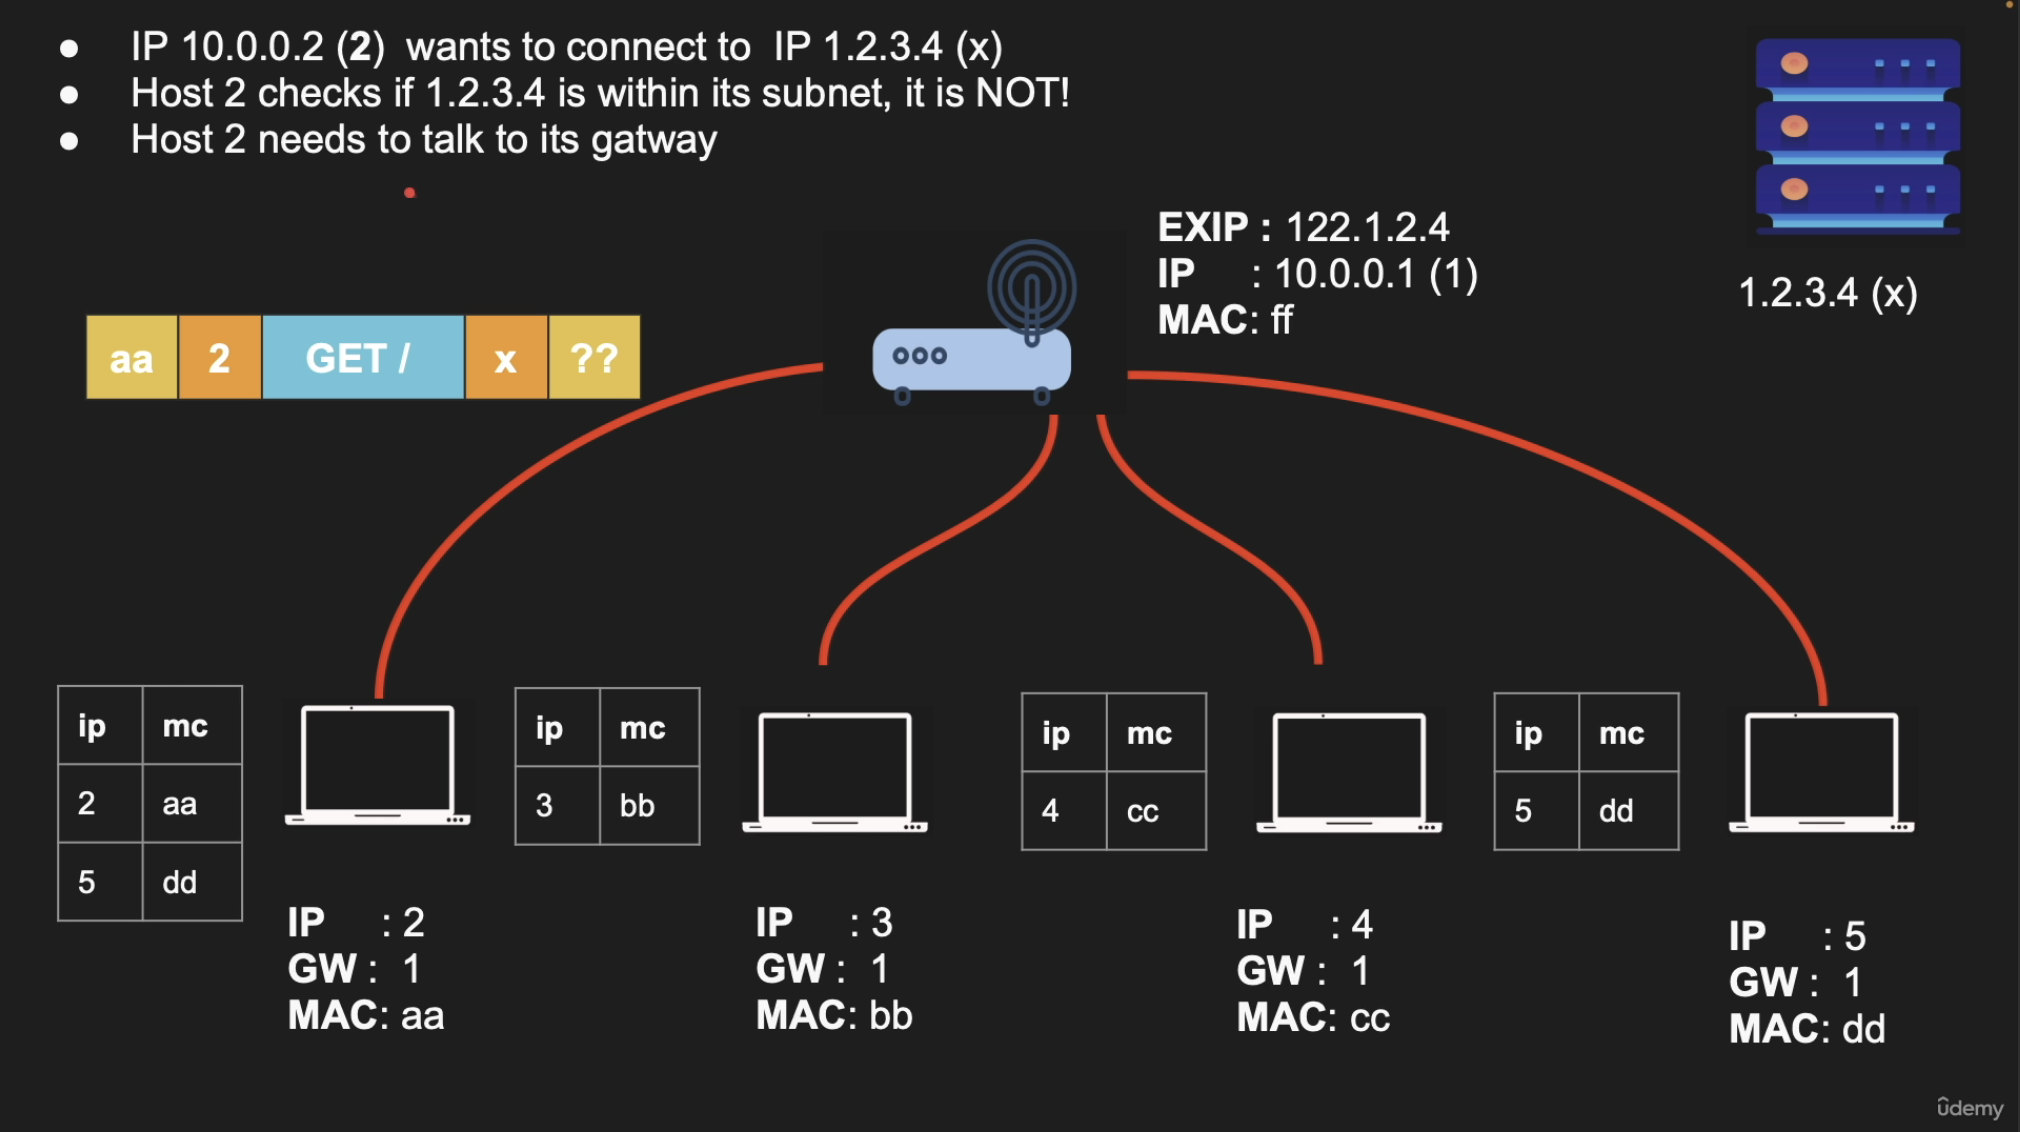 ● IP 10.0.0.2 (2) wants to connect to IP 1.2.3.4 (x)
● Host 2 checks if 1.2.3.4 is within its subnet, it is NOT!
● Host 2 needs to talk to its gatway
EXIP : 122.1.2.4
IP : 10.0.0.1 (1)
MAC: ff
1.2.3.4 (x)
aa 2 GET / x ??
ip mc
2 aa
5 dd
ip mc
3 bb
ip mc
4 cc
ip mc
5 dd
IP : 2
GW : 1
MAC: aa
IP : 3
GW : 1
MAC: bb
IP : 4
GW : 1
MAC: cc
IP : 5
GW : 1
MAC: dd
ûdemy